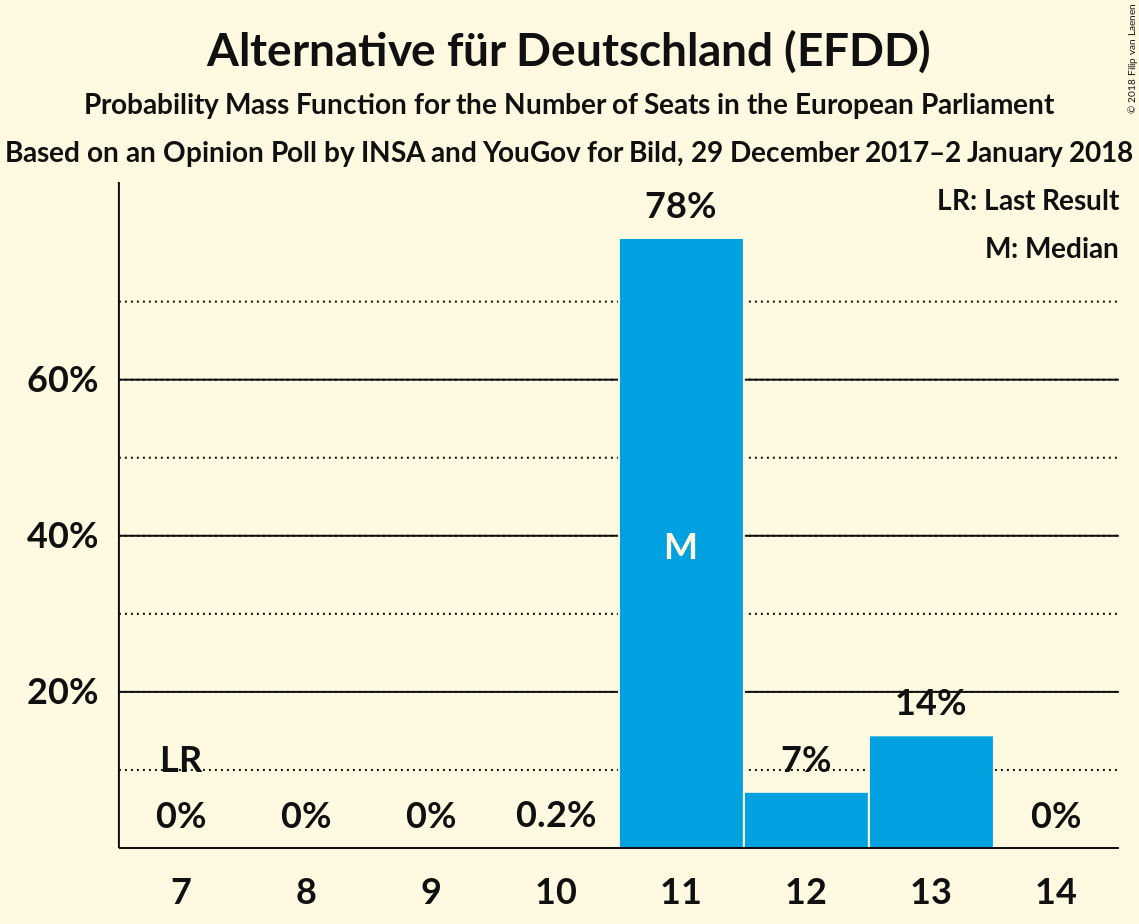 Alternative für Deutschland (EFDD)
Probability Mass Function for the Number of Seats in the European Parliament
Based on an Opinion Poll by INSA and YouGov for Bild, 29 December 2017–2 January 2018
© 2018 Filip van Laenen
LR: Last Result
M: Median
78%
60%
40%
M
20%
14%
LR
7%
0%
0%
0%
0.2%
0%
7
8
9
10
11
12
13
14